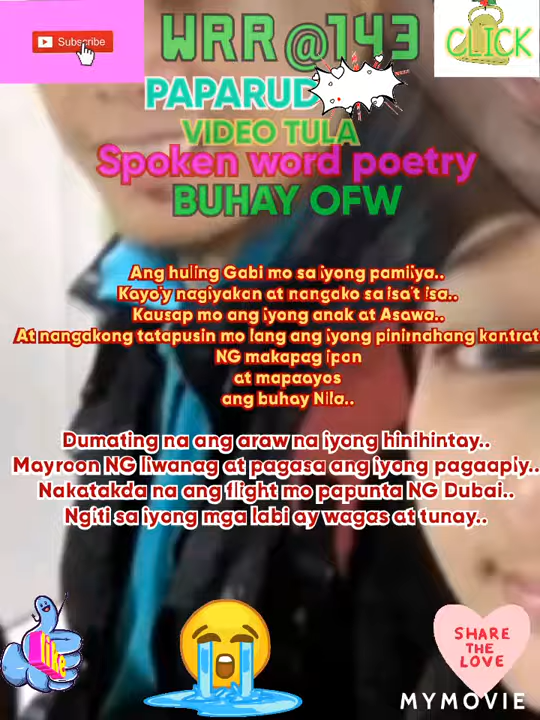 Subscribe
WRR@143
CLICK
PAPARUD
VIDEO TULA
Spoken word poetry
BUHAY OFW
Ang huling Gabi mo sa iyong pamilya..
Kayo'y nagiyakan at nangako sa isa't isa..
Kausap mo ang iyong anak at Asawa..
At nangakong tatapusin mo lang ang iyong pinirmahang kontrat
NG makapag ipon
at mapaayos
ang buhay Nila..
Dumating na ang araw na iyong hinihintay..
Mayroon NG liwanag at pagasa ang iyong pagaaply..
Nakatakda na ang flight mo papunta NG Dubai..
Ngiti sa iyong mga labi ay wagas at tunay..
like
SHARE
THE
LOVE
MYMOVIE